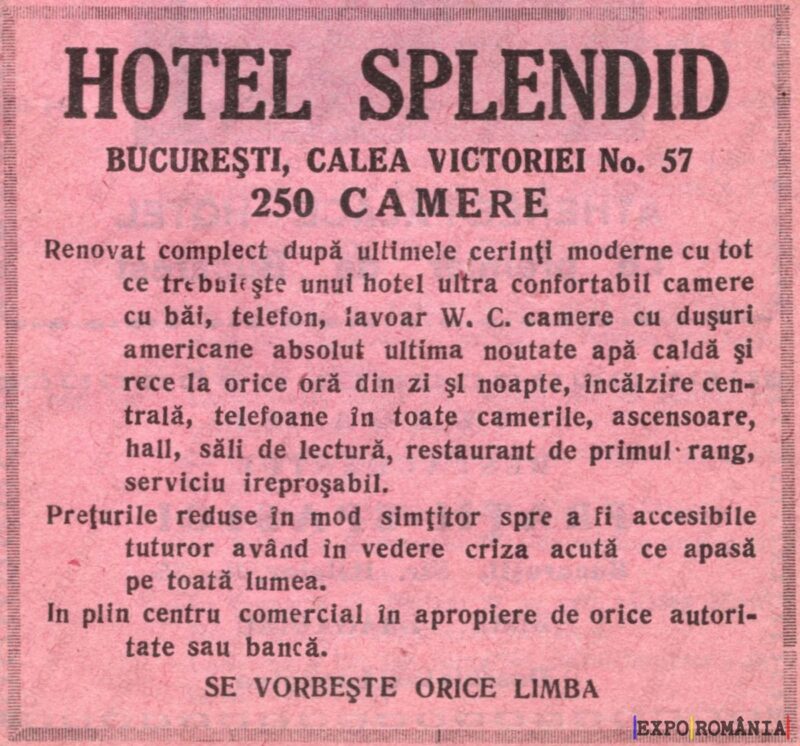 HOTEL SPLENDID
BUCUREŞTI, CALEA VICTORIEI No. 57
250 CAMERE
Renovat complect după ultimele cerinţi moderne cu tot
ce trebuieşte unui hotel ultra confortabil camere
cu băi, telefon, lavoar W. C. camere cu duşuri
americane absolut ultima noutate apă caldă şi
rece la orice oră din zi şl noapte, încălzire cen-
trală, telefoane în toate camerile, ascensoare,
hall, săli de lectură, restaurant de primul rang,
serviciu ireproşabil.
Preţurile reduse în mod simţitor spre a fi accesibile
tuturor având in vedere criza acută ce apasă
pe toată lumea.
In plin centru comercial în apropiere de orice autori-
tate sau bancă.
SE VORBEŞTE ORICE LIMBA
EXPO ROMÂNIA